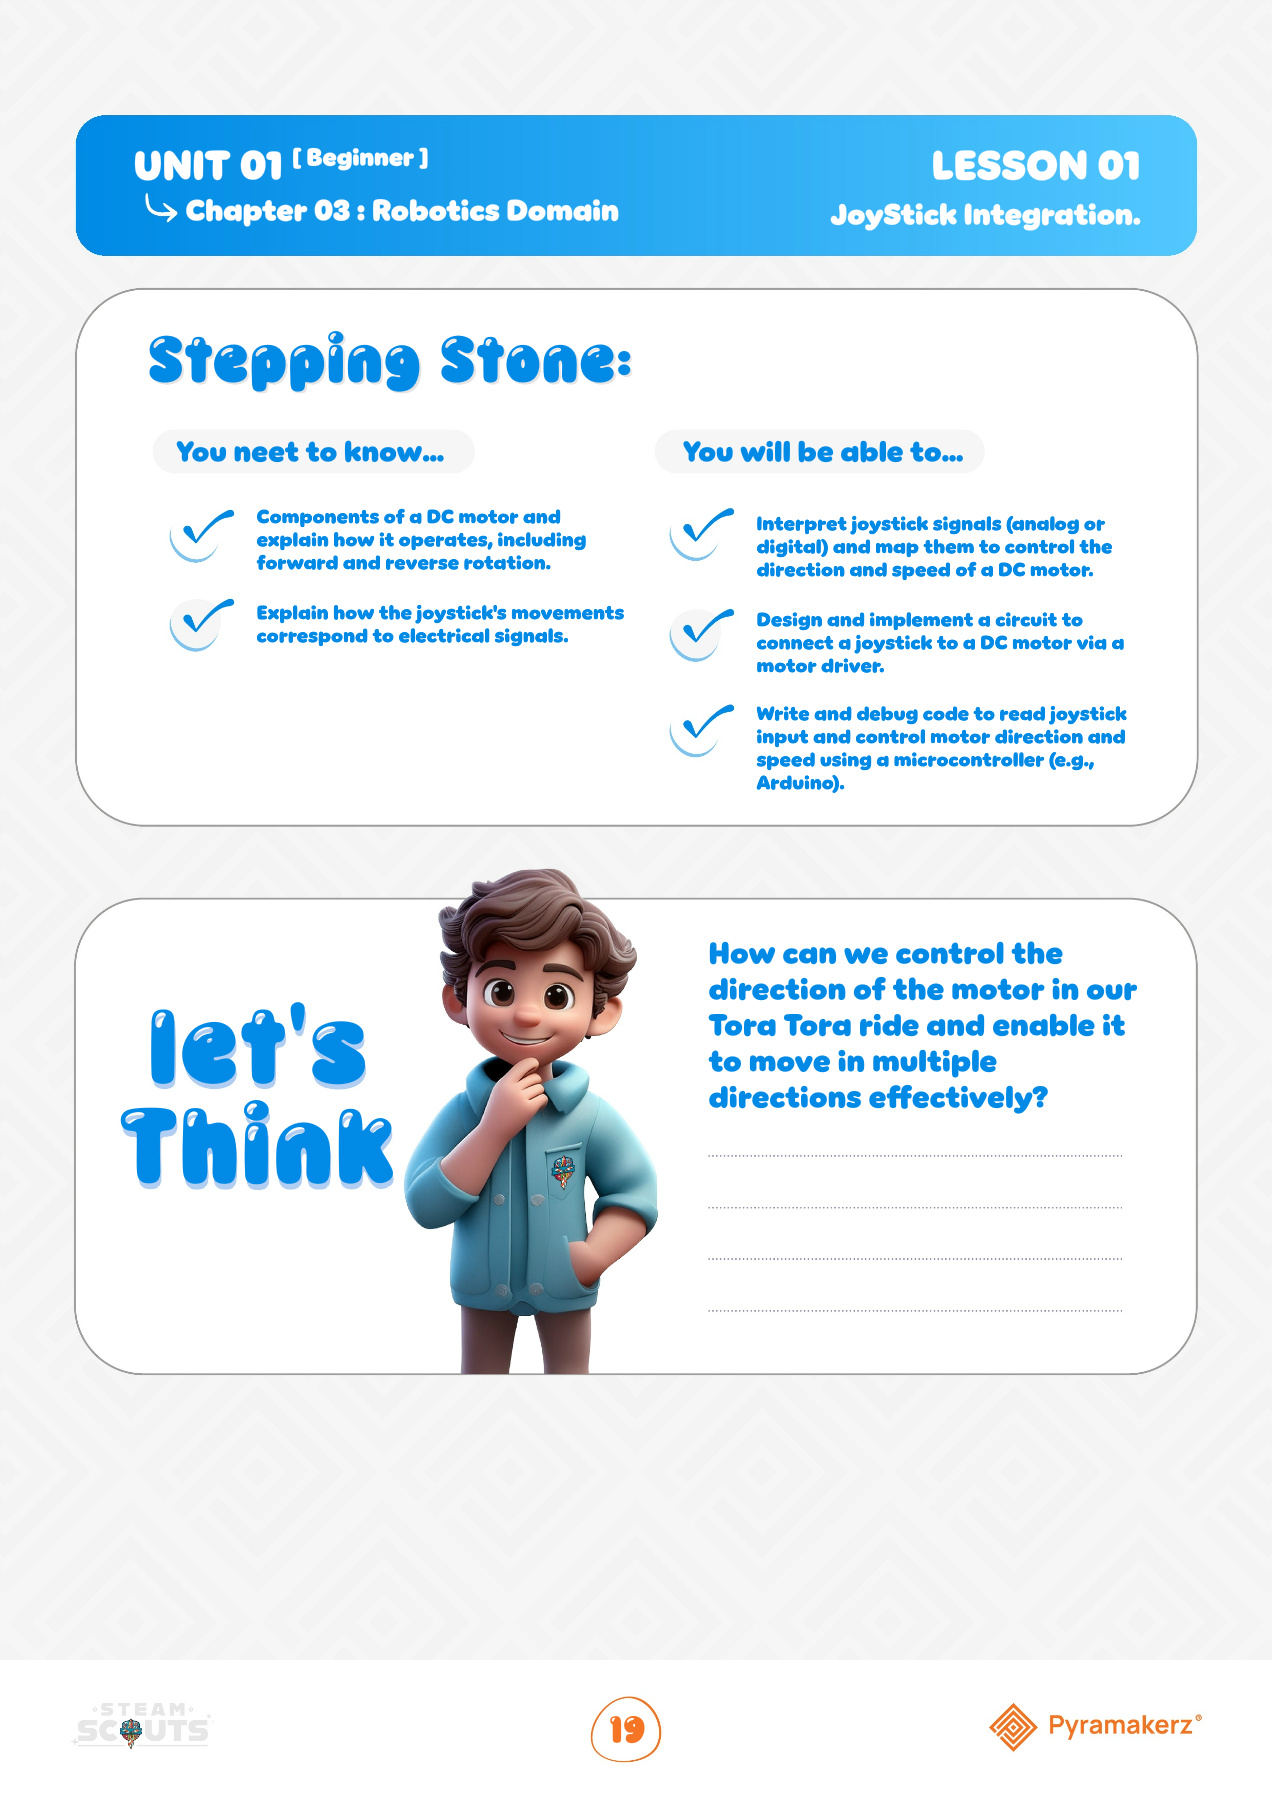 UNIT 01 [ Beginner ]
Chapter 03 : Robotics Domain
LESSON 01
JoyStick Integration.
Stepping Stone:
You neet to know...
Components of a DC motor and
explain how it operates, including
forward and reverse rotation.
Explain how the joystick's movements
correspond to electrical signals.
You will be able to...
Interpret joystick signals (analog or
digital) and map them to control the
direction and speed of a DC motor.
Design and implement a circuit to
connect a joystick to a DC motor via a
motor driver.
Write and debug code to read joystick
input and control motor direction and
speed using a microcontroller (e.g.,
Arduino).
let's
Think
How can we control the
direction of the motor in our
Tora Tora ride and enable it
to move in multiple
directions effectively?
STEAM
SCOUTS®
19
Pyramakerz®